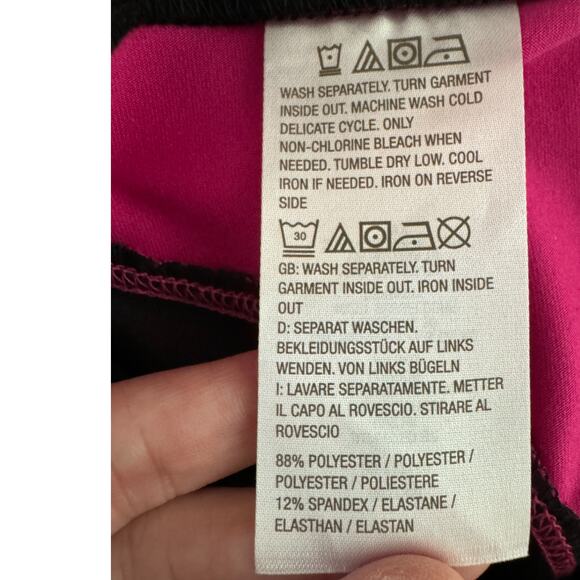 WASH SEPARATELY. TURN GARMENT
INSIDE OUT. MACHINE WASH COLD
DELICATE CYCLE. ONLY
NON-CHLORINE BLEACH WHEN
NEEDED. TUMBLE DRY LOW. COOL
IRON IF NEEDED. IRON ON REVERSE
SIDE
30
GB: WASH SEPARATELY. TURN
GARMENT INSIDE OUT. IRON INSIDE
OUT
D: SEPARAT WASCHEN.
BEKLEIDUNGSSTÜCK AUF LINKS
WENDEN. VON LINKS BÜGELN
I: LAVARE SEPARATAMENTE. METTER
IL CAPO AL ROVESCIO. STIRARE AL
ROVESCIO
88% POLYESTER / POLYESTER /
POLYESTER / POLIESTERE
12% SPANDEX / ELASTANE /
ELASTHAN / ELASTAN